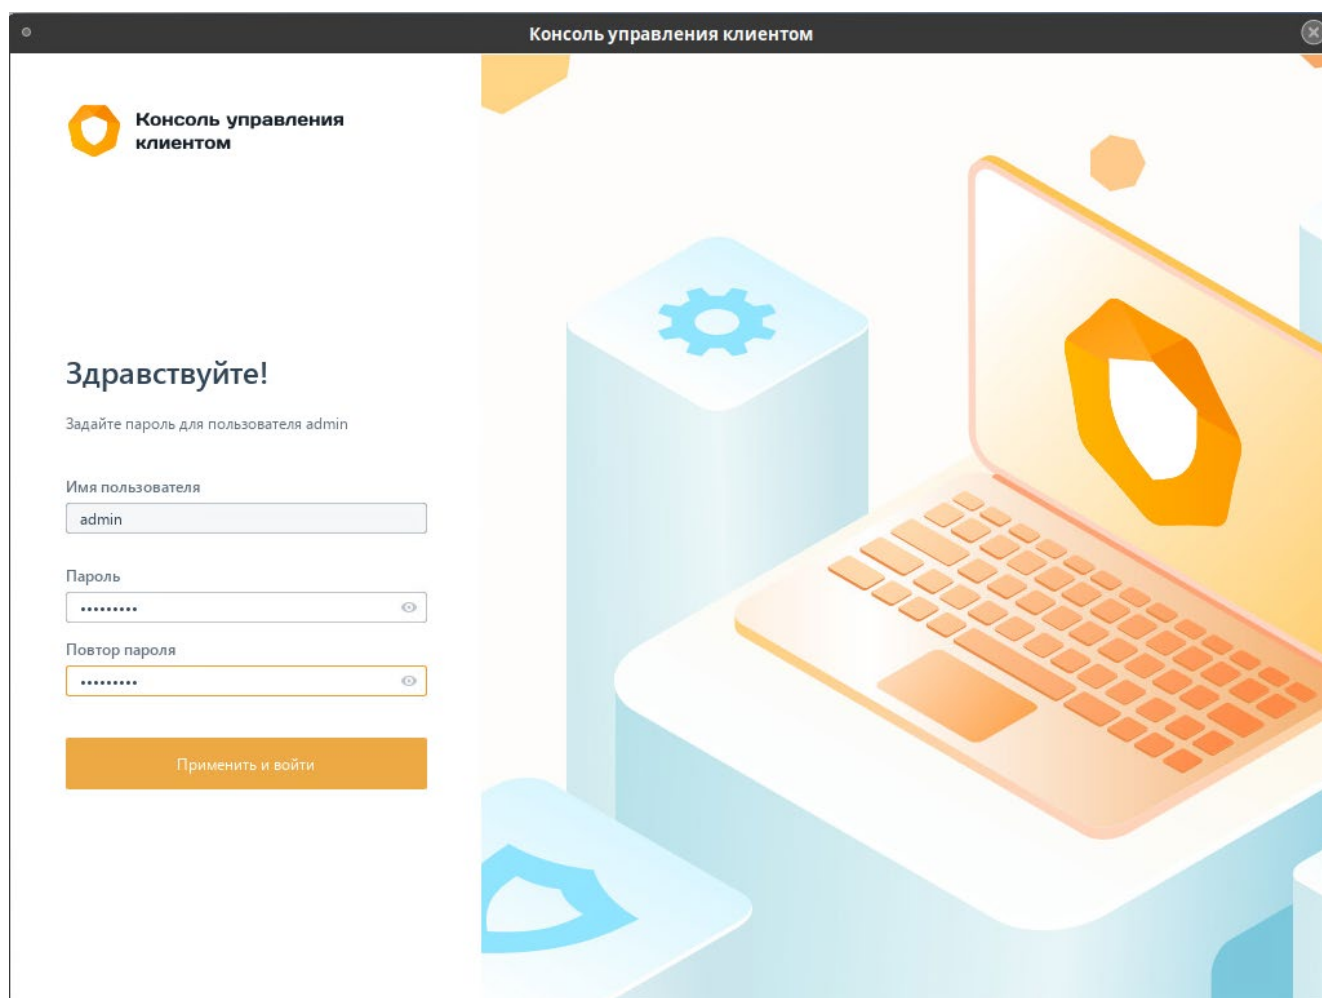 Консоль управления клиентом
Консоль управления
клиентом
Здравствуйте!
Задайте пароль для пользователя admin
Имя пользователя
admin
Пароль
•••••••••
Повтор пароля
•••••••••
Применить и войти